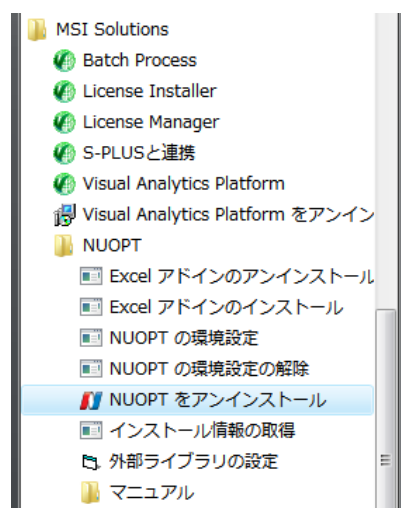 MSI Solutions
Batch Process
License Installer
License Manager
S-PLUSと連携
Visual Analytics Platform
Visual Analytics Platform をアンイン
NUOPT
Excel アドインのアンインストール
Excel アドインのインストール
NUOPT の環境設定
NUOPT の環境設定の解除
NUOPT をアンインストール
インストール情報の取得
外部ライブラリの設定
マニュアル